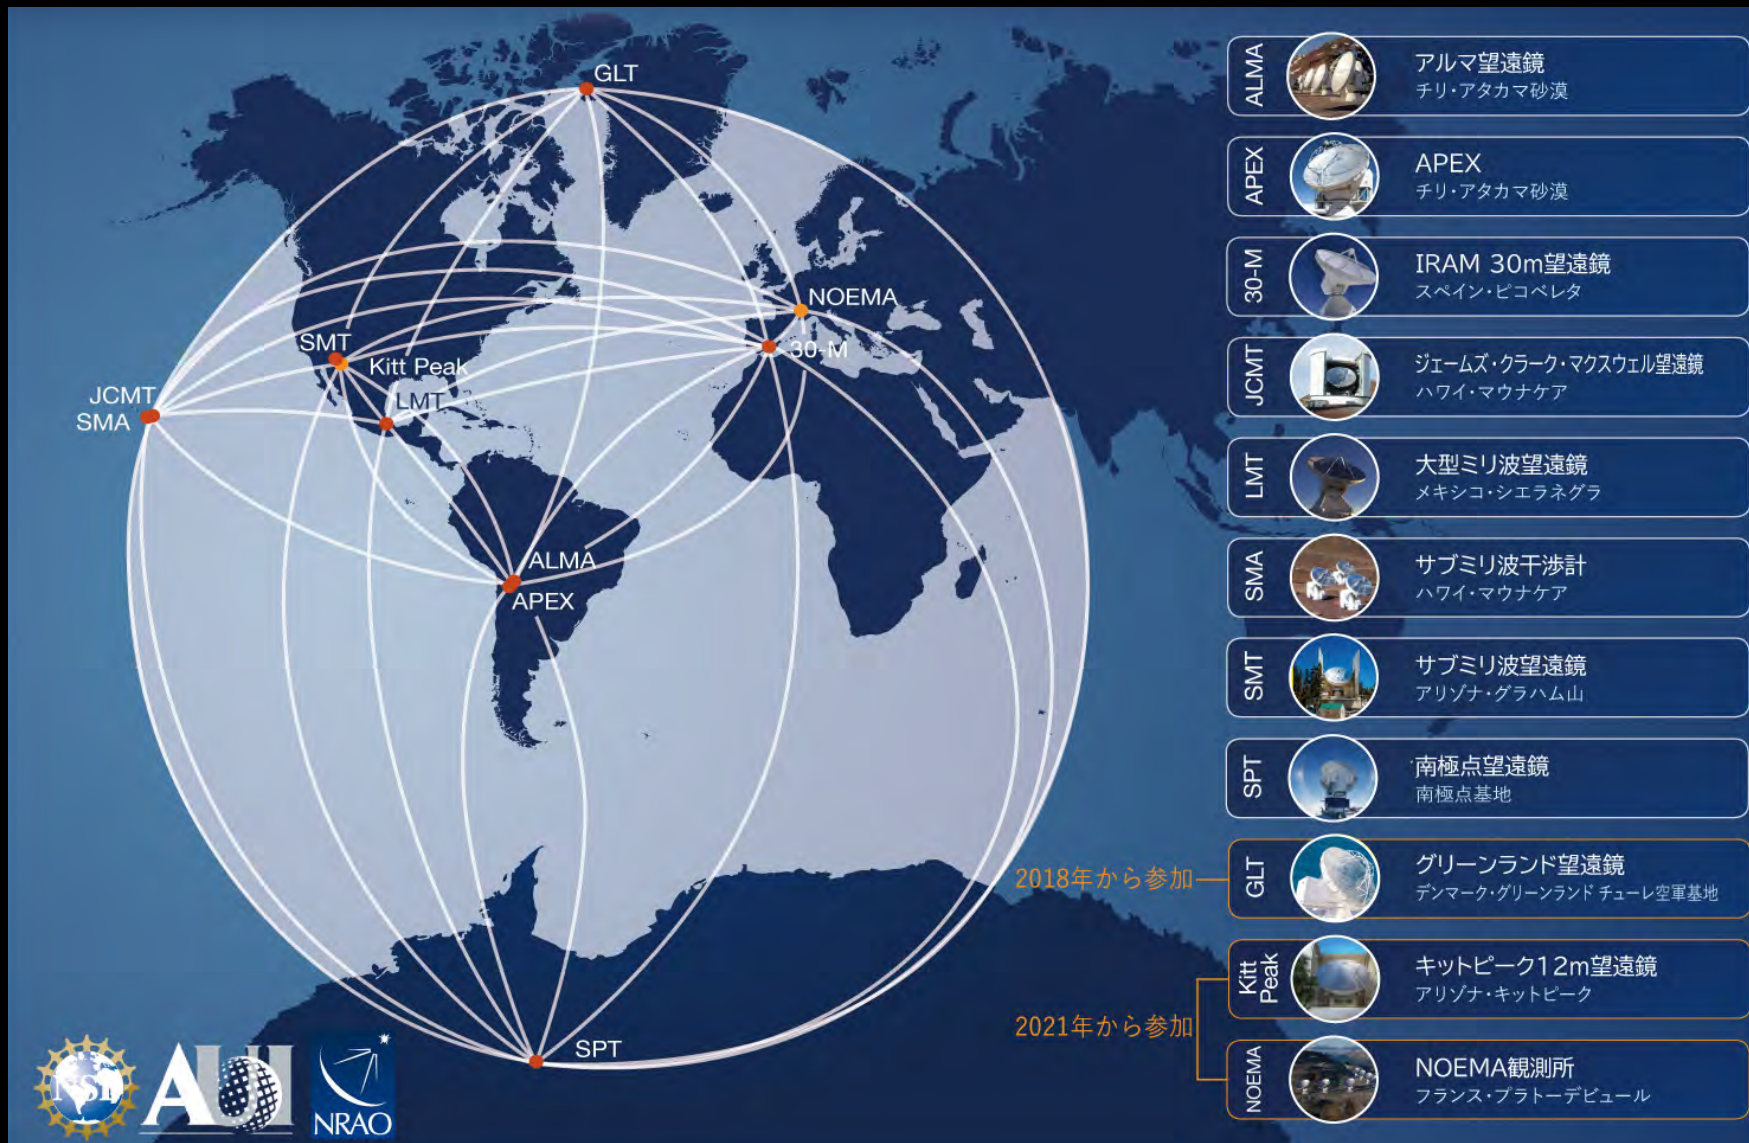 GLT
NOEMA
30-M
SMT
Kitt Peak
LMT
JCMT
SMA
ALMA
APEX
SPT
ALMA
アルマ望遠鏡
チリ・アタカマ砂漠
APEX
APEX
チリ・アタカマ砂漠
30-M
IRAM 30m望遠鏡
スペイン・ピコベレタ
JCMT
ジェームズ・クラーク・マクスウェル望遠鏡
ハワイ・マウナケア
LMT
大型ミリ波望遠鏡
メキシコ・シエラネグラ
SMA
サブミリ波干渉計
ハワイ・マウナケア
SMT
サブミリ波望遠鏡
アリゾナ・グラハム山
SPT
南極点望遠鏡
南極点基地
2018年から参加
GLT
グリーンランド望遠鏡
デンマーク・グリーンランド チューレ空軍基地
2021年から参加
Kitt
Peak
キットピーク12m望遠鏡
アリゾナ・キットピーク
NOEMA
NOEMA観測所
フランス・プラトーデビュール
NSF
AUI
NRAO